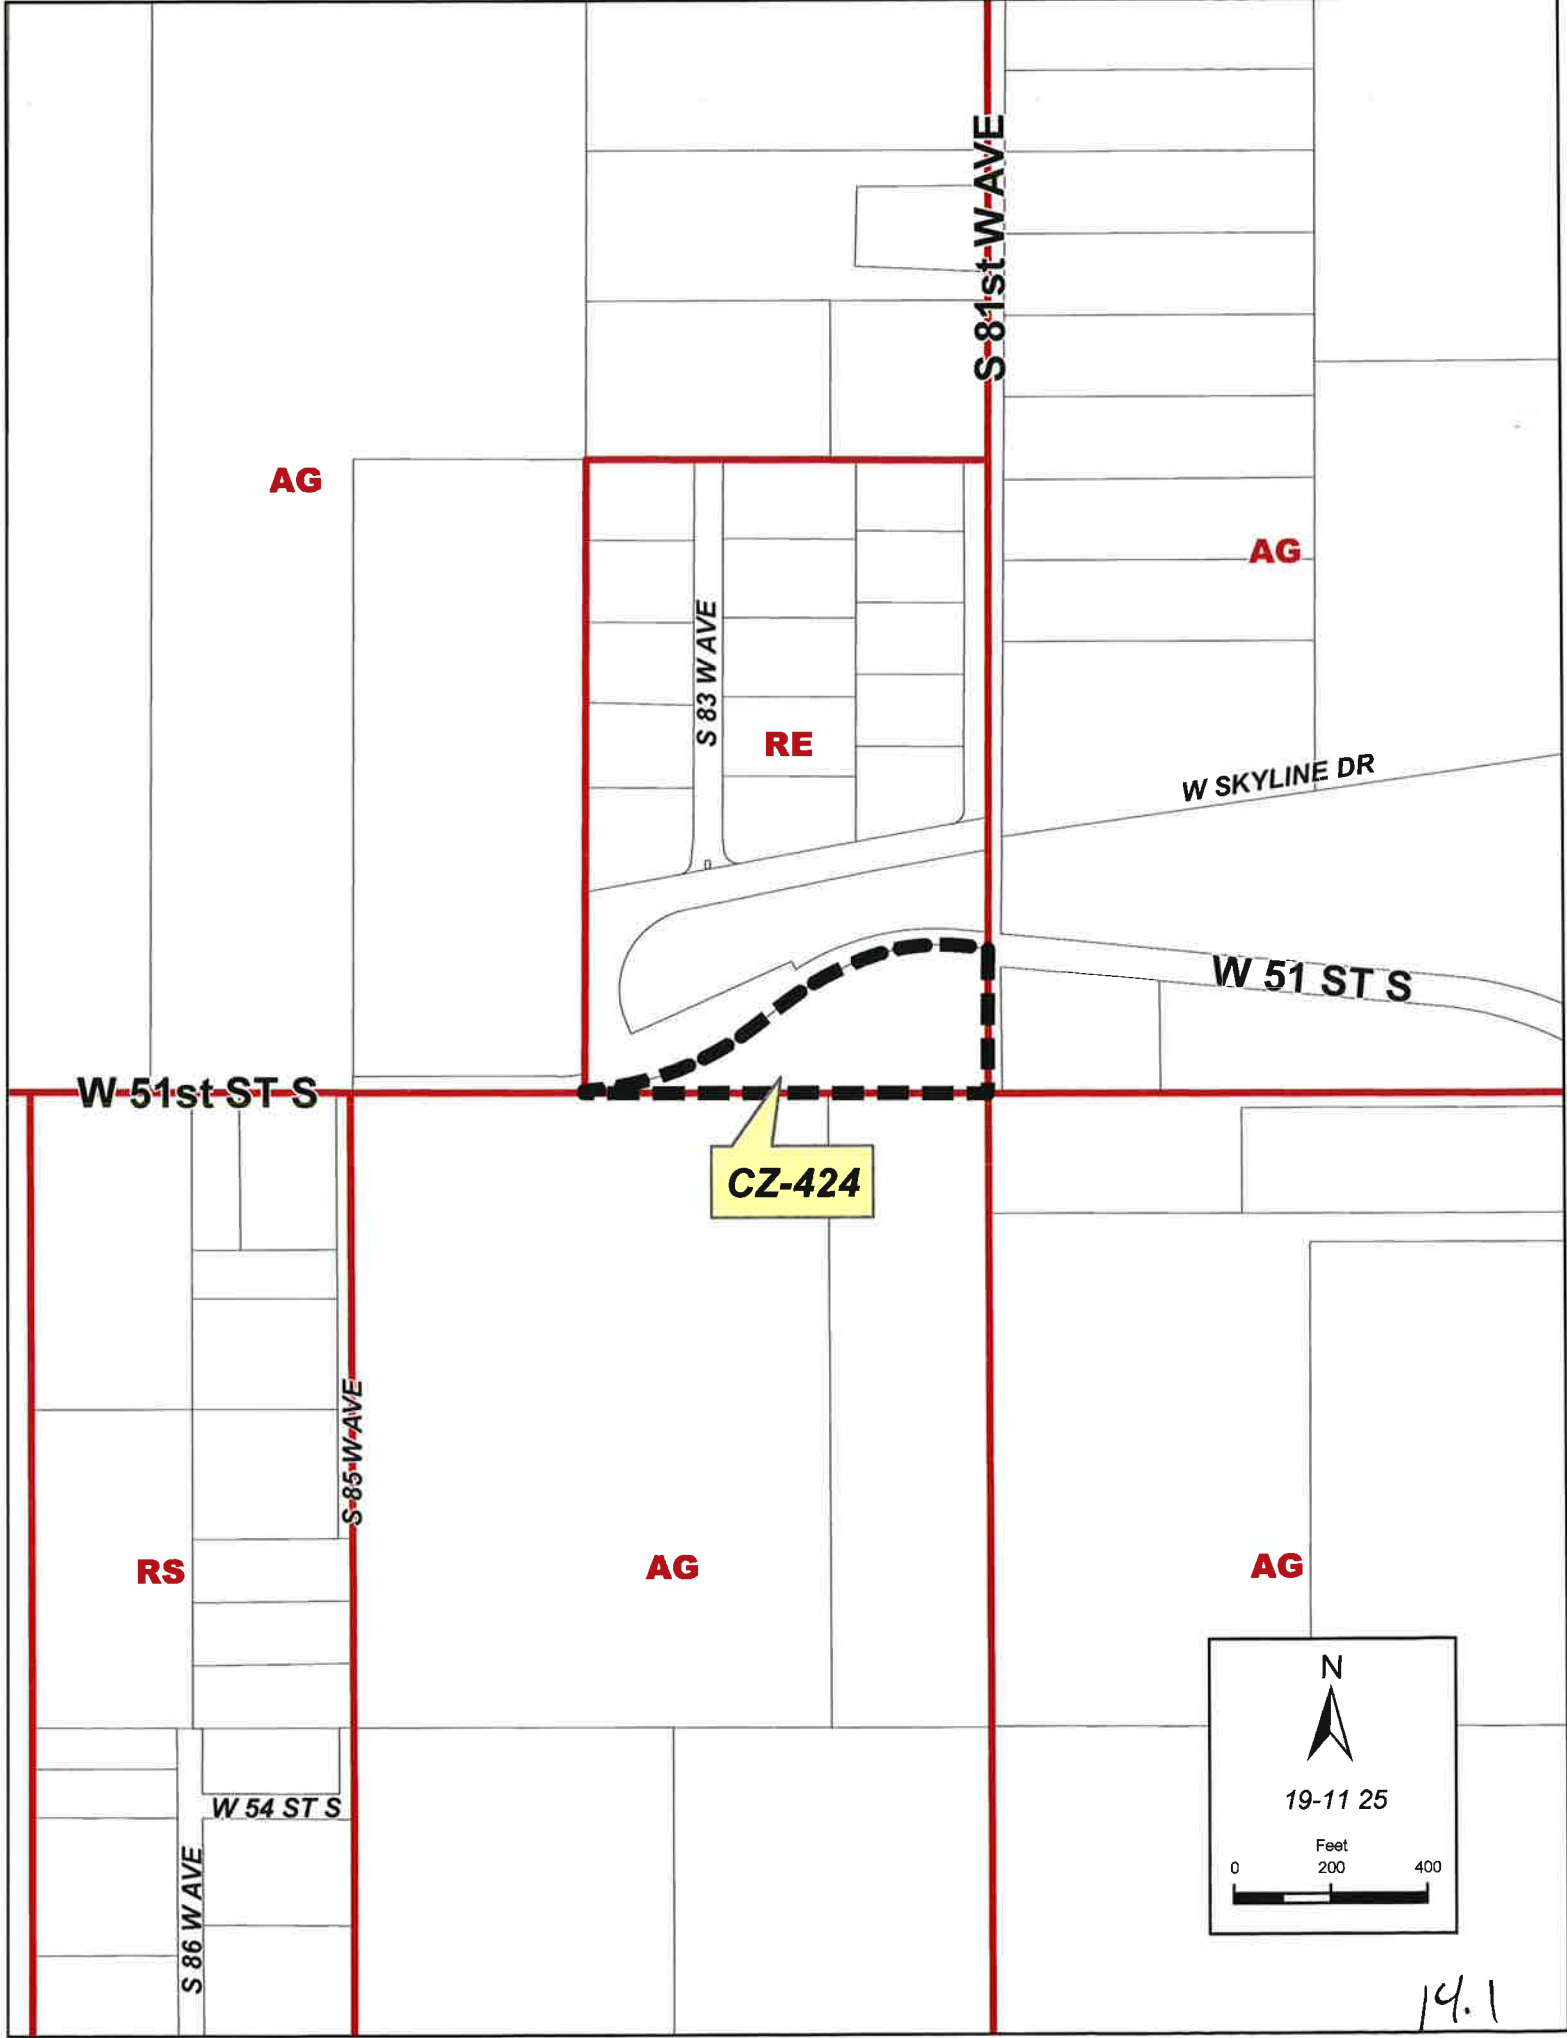 S 81st W AVE
AG
AG
S 83 W AVE
RE
W SKYLINE DR
W 51 ST S
W 51st ST S
CZ-424
S 85 W AVE
RS
AG
AG
N
19-11 25
Feet
0 200 400
W 54 ST S
S 86 W AVE
14.1